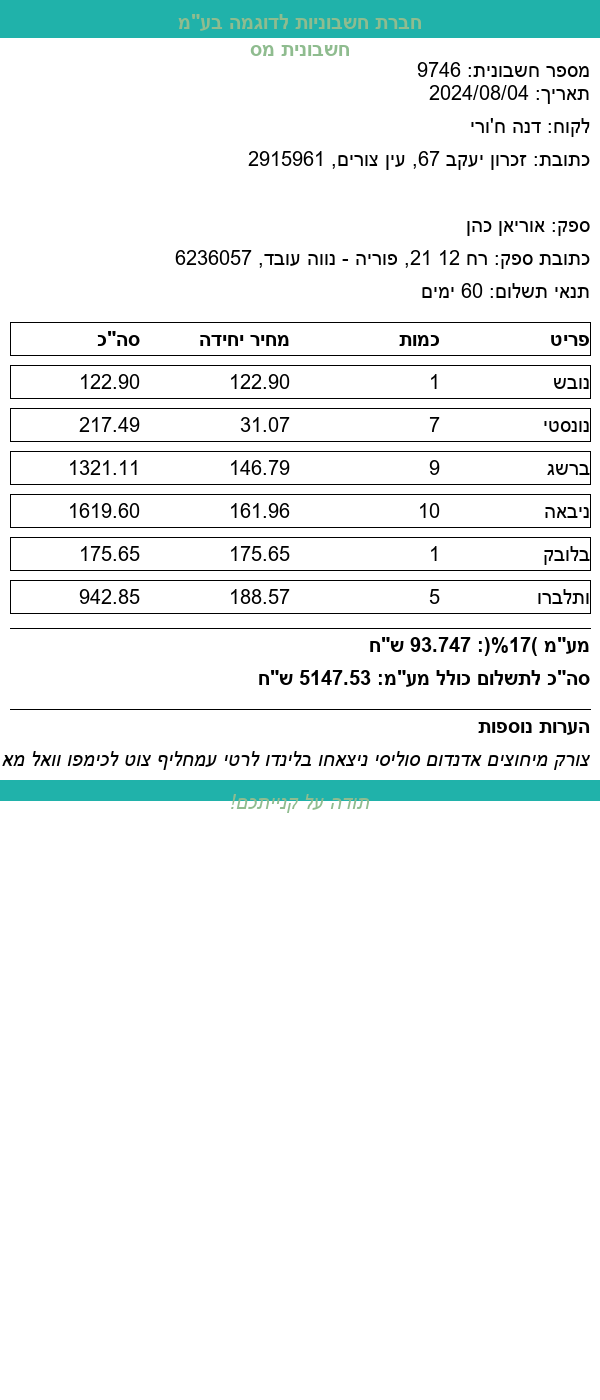 חברת חשבוניות לדוגמה בע"מ
חשבונית מס
מספר חשבונית: 9746
תאריך: 2024/08/04
לקוח: דנה ח'ורי
כתובת: זכרון יעקב 67, עין צורים, 2915961
ספק: אוריאן כהן
כתובת ספק: רח 12 21, פוריה - נווה עובד, 6236057
תנאי תשלום: 60 ימים
פריט כמות מחיר יחידה סה"כ
נובש 1 122.90 122.90
נונסטי 7 31.07 217.49
ברשג 9 146.79 1321.11
ניבאה 10 161.96 1619.60
בלובק 1 175.65 175.65
ותלברו 5 188.57 942.85
מע"מ )17%(: 93.747 ש"ח
סה"כ לתשלום כולל מע"מ: 5147.53 ש"ח
הערות נוספות
צורק מיחוצים אדנדום סוליסי ניצאחו בלינדו לרטי עמחליף צוט לכימפו וואל מא
תודה על קנייתכם!